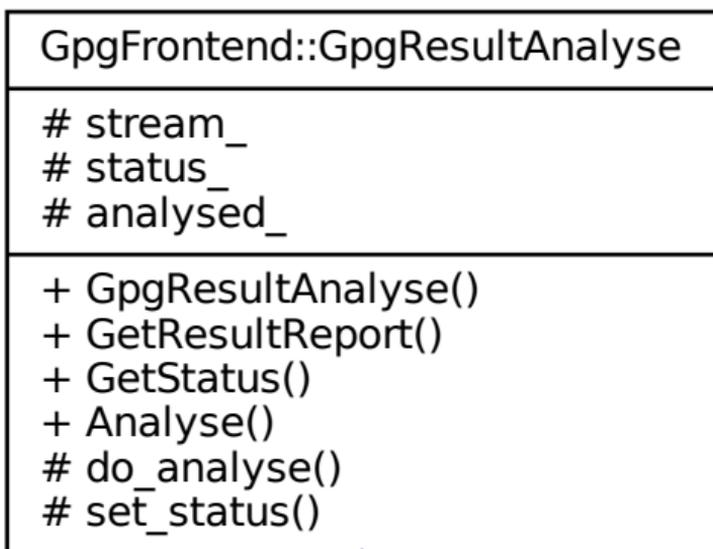 GpgFrontend::GpgResultAnalyse
# stream_
# status_
# analysed_
+ GpgResultAnalyse()
+ GetResultReport()
+ GetStatus()
+ Analyse()
# do_analyse()
# set_status()